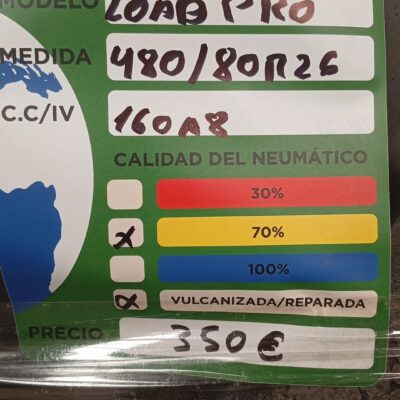 MODELO LOAD PRO
MEDIDA 480/80R26
C.C/IV 160A8
CALIDAD DEL NEUMÁTICO
30%
X 70%
100%
X VULCANIZADA/REPARADA
PRECIO 350€